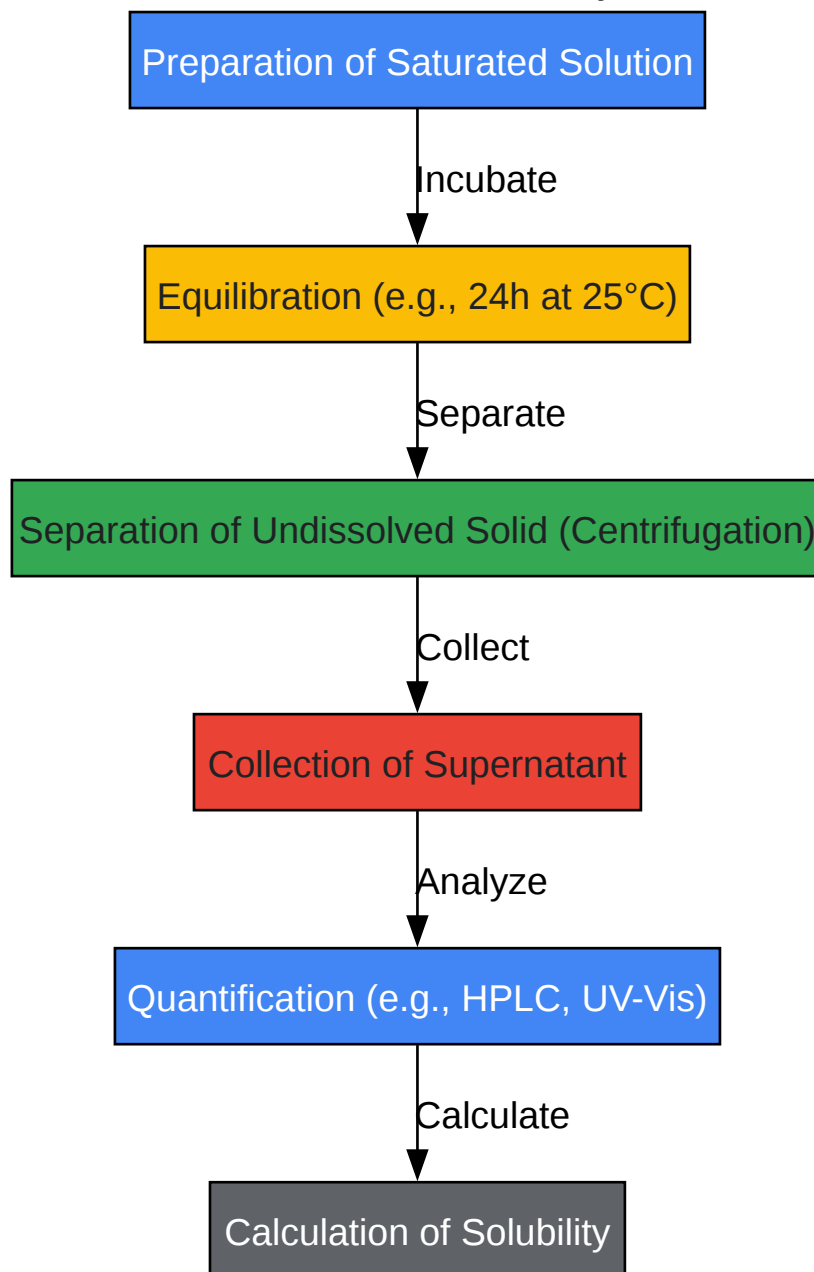 Preparation of Saturated Solution
Incubate
Equilibration (e.g., 24h at 25°C)
Separate
Separation of Undissolved Solid (Centrifugation)
Collect
Collection of Supernatant
Analyze
Quantification (e.g., HPLC, UV-Vis)
Calculate
Calculation of Solubility